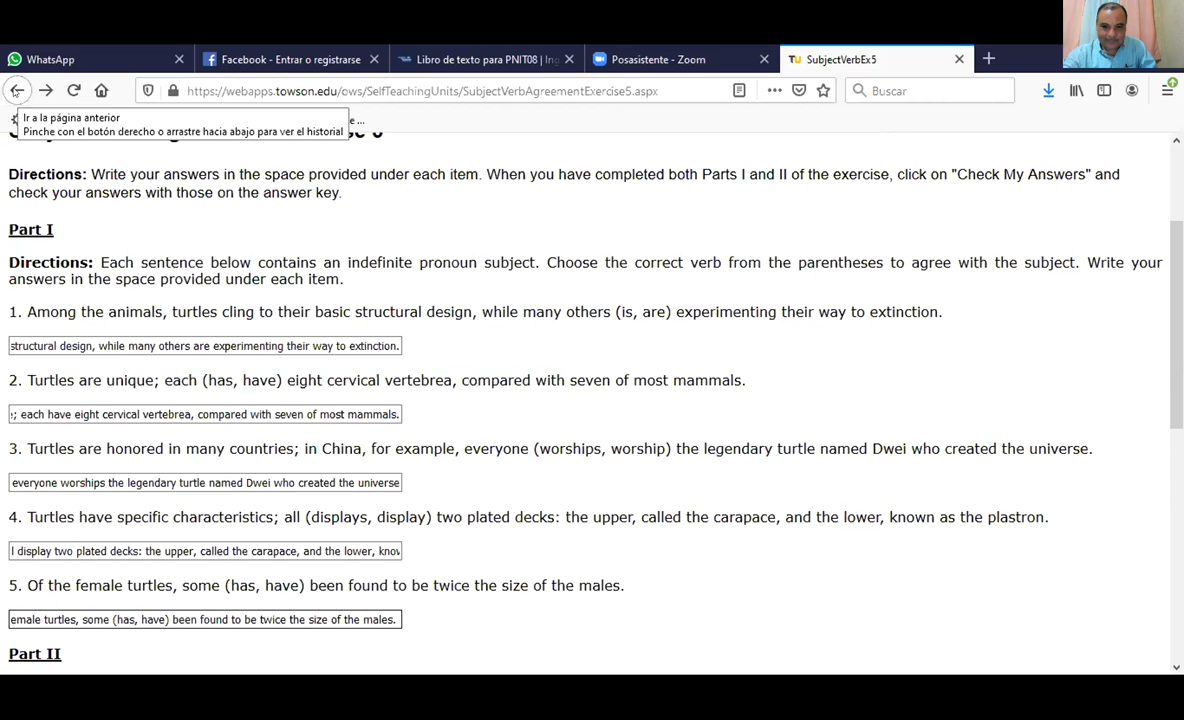 WhatsApp
Facebook - Entrar o registrarse
Libro de texto para PNIT08 | Ing
Posasistente - Zoom
TU SubjectVerbEx5
https://webapps.towson.edu/ows/SelfTeachingUnits/SubjectVerbAgreementExercise5.aspx
Buscar
Ir a la página anterior
Pinche con el botón derecho o arrastre hacia abajo para ver el historial
e ...
Directions: Write your answers in the space provided under each item. When you have completed both Parts I and II of the exercise, click on "Check My Answers" and
check your answers with those on the answer key.
Part I
Directions: Each sentence below contains an indefinite pronoun subject. Choose the correct verb from the parentheses to agree with the subject. Write your
answers in the space provided under each item.
1. Among the animals, turtles cling to their basic structural design, while many others (is, are) experimenting their way to extinction.
structural design, while many others are experimenting their way to extinction.
2. Turtles are unique; each (has, have) eight cervical vertebrea, compared with seven of most mammals.
; each have eight cervical vertebrea, compared with seven of most mammals.
3. Turtles are honored in many countries; in China, for example, everyone (worships, worship) the legendary turtle named Dwei who created the universe.
everyone worships the legendary turtle named Dwei who created the universe
4. Turtles have specific characteristics; all (displays, display) two plated decks: the upper, called the carapace, and the lower, known as the plastron.
l display two plated decks: the upper, called the carapace, and the lower, know
5. Of the female turtles, some (has, have) been found to be twice the size of the males.
emale turtles, some (has, have) been found to be twice the size of the males.
Part II